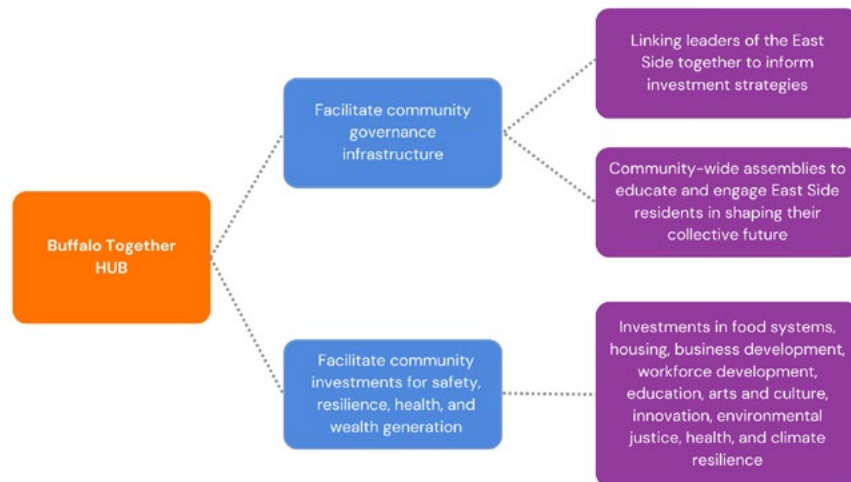 Linking leaders of the East
Side together to inform
investment strategies
Facilitate community
governance
infrastructure
Community-wide assemblies to
educate and engage East Side
residents in shaping their
collective future
Buffalo Together
HUB
Facilitate community
investments for safety,
resilience, health, and
wealth generation
Investments in food systems,
housing, business development,
workforce development,
education, arts and culture,
innovation, environmental
justice, health, and climate
resilience